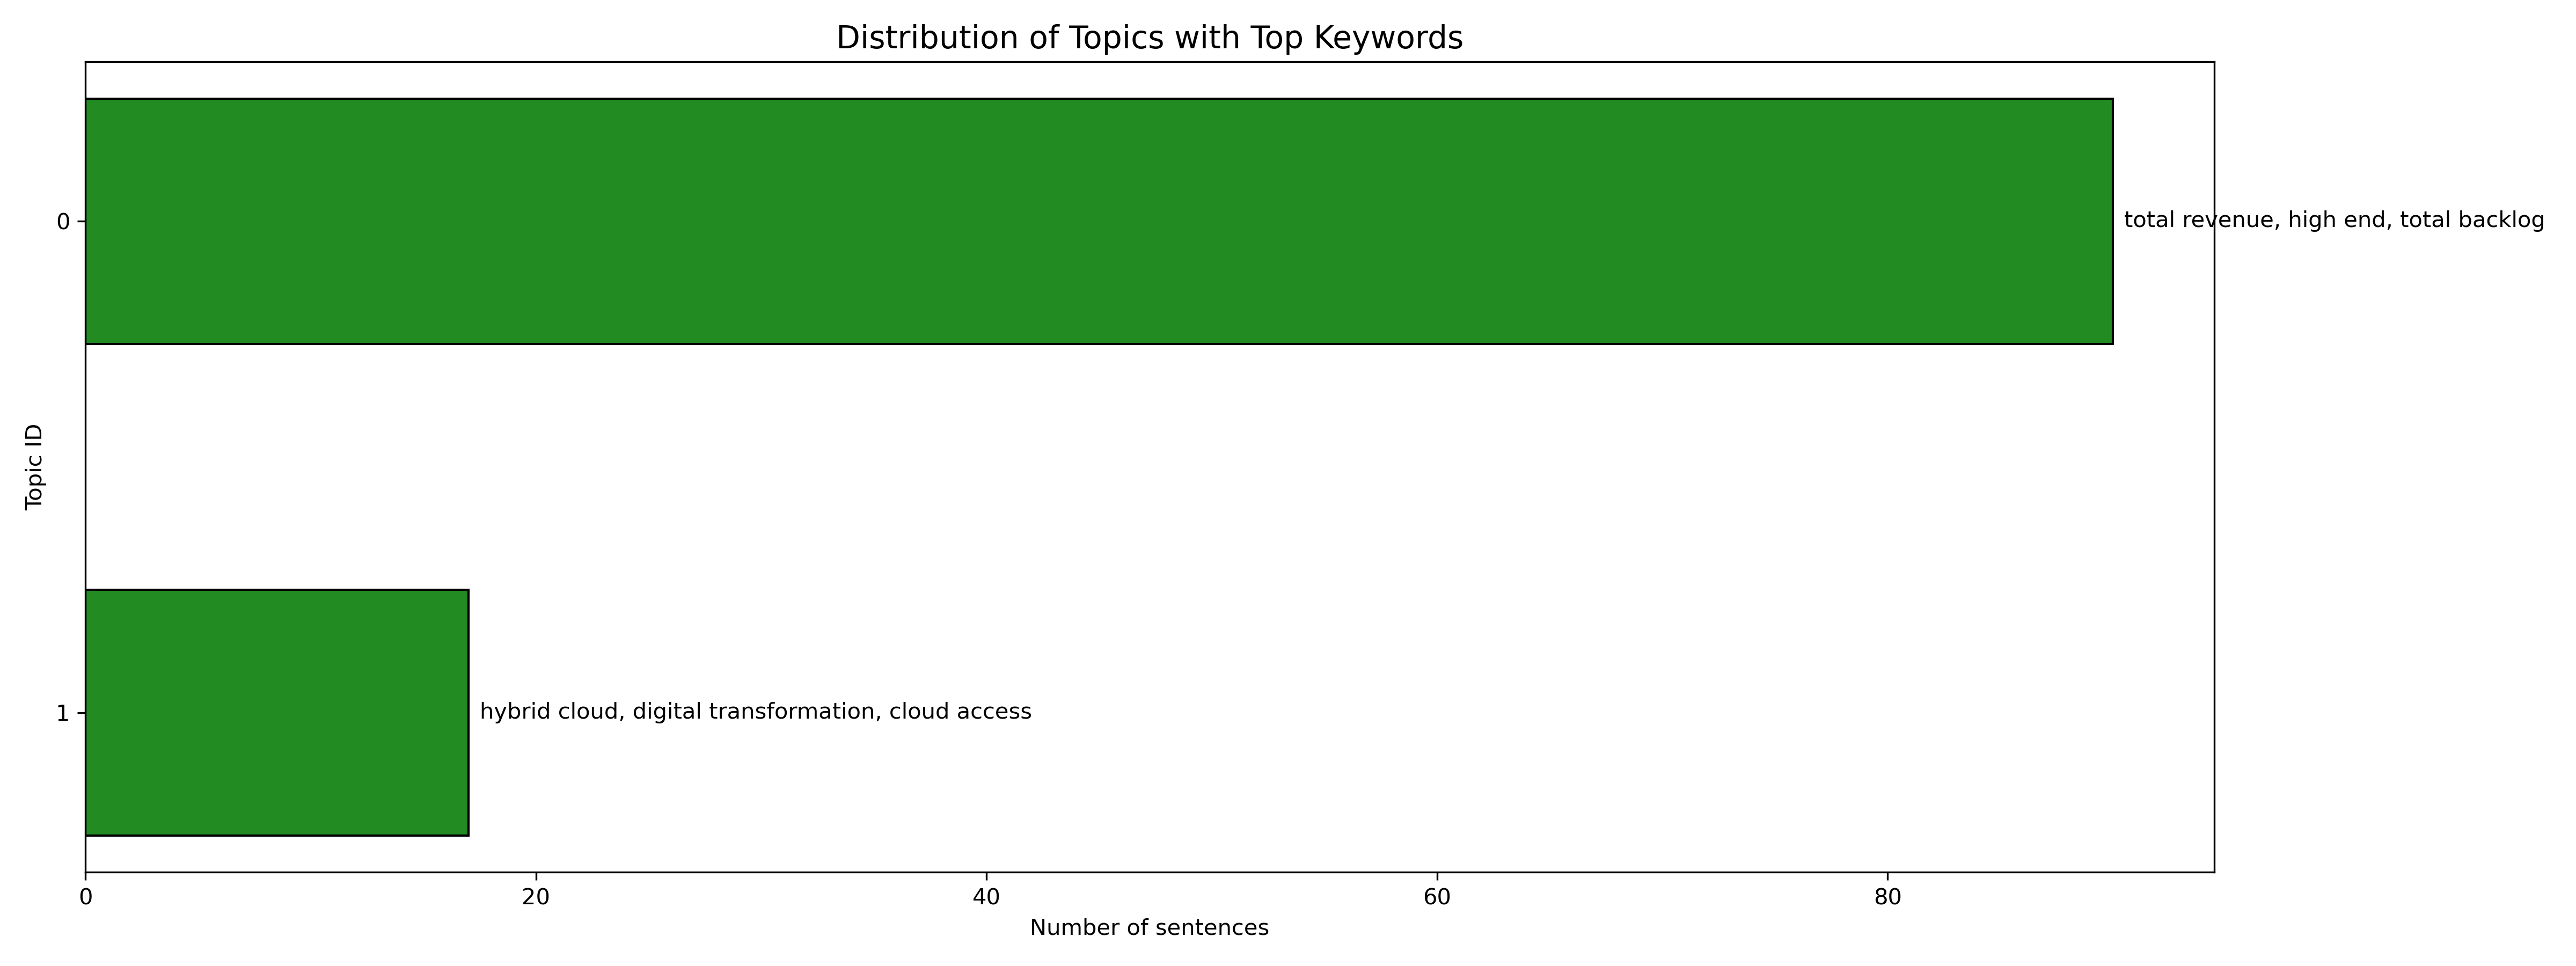 Distribution of Topics with Top Keywords
0
total revenue, high end, total backlog
Topic ID
1
hybrid cloud, digital transformation, cloud access
0 20 40 60 80
Number of sentences